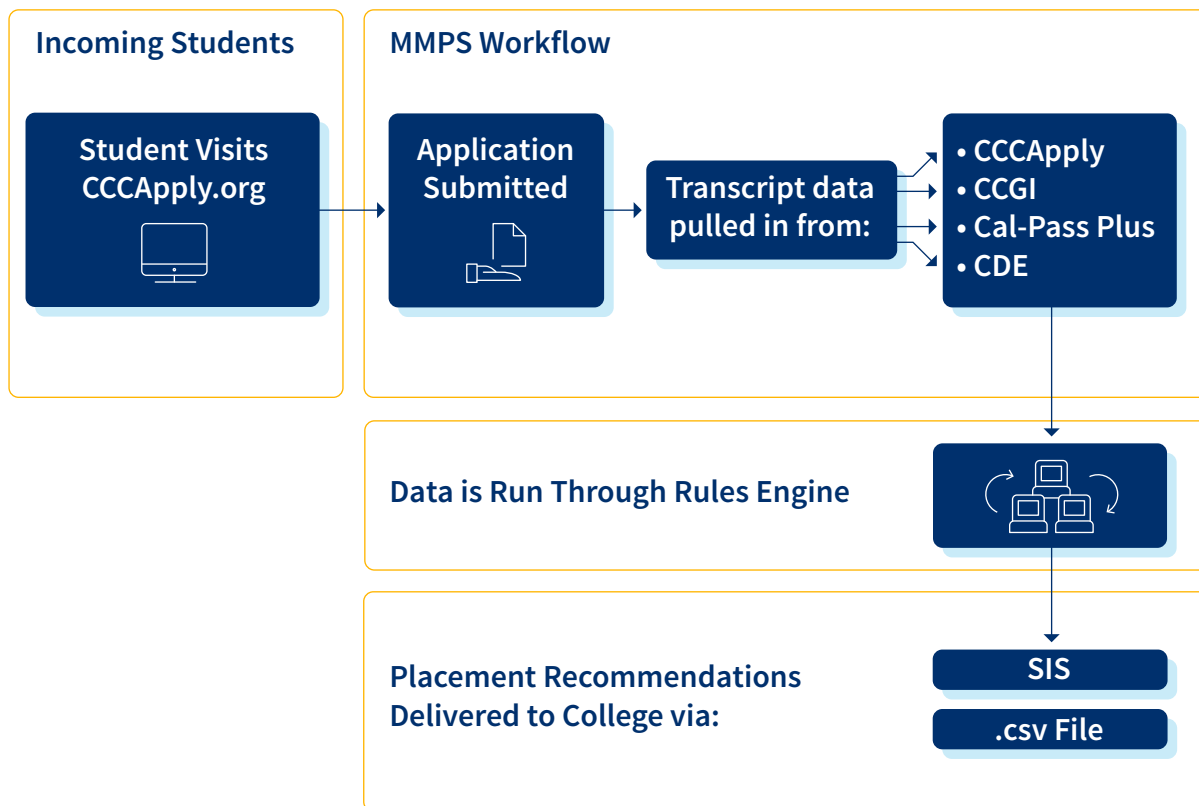 Incoming Students
Student Visits
CCCApply.org
MMPS Workflow
Application
Submitted
Transcript data
pulled in from:
• CCCApply
• CCGI
• Cal-Pass Plus
• CDE
Data is Run Through Rules Engine
Placement Recommendations
Delivered to College via:
SIS
.csv File